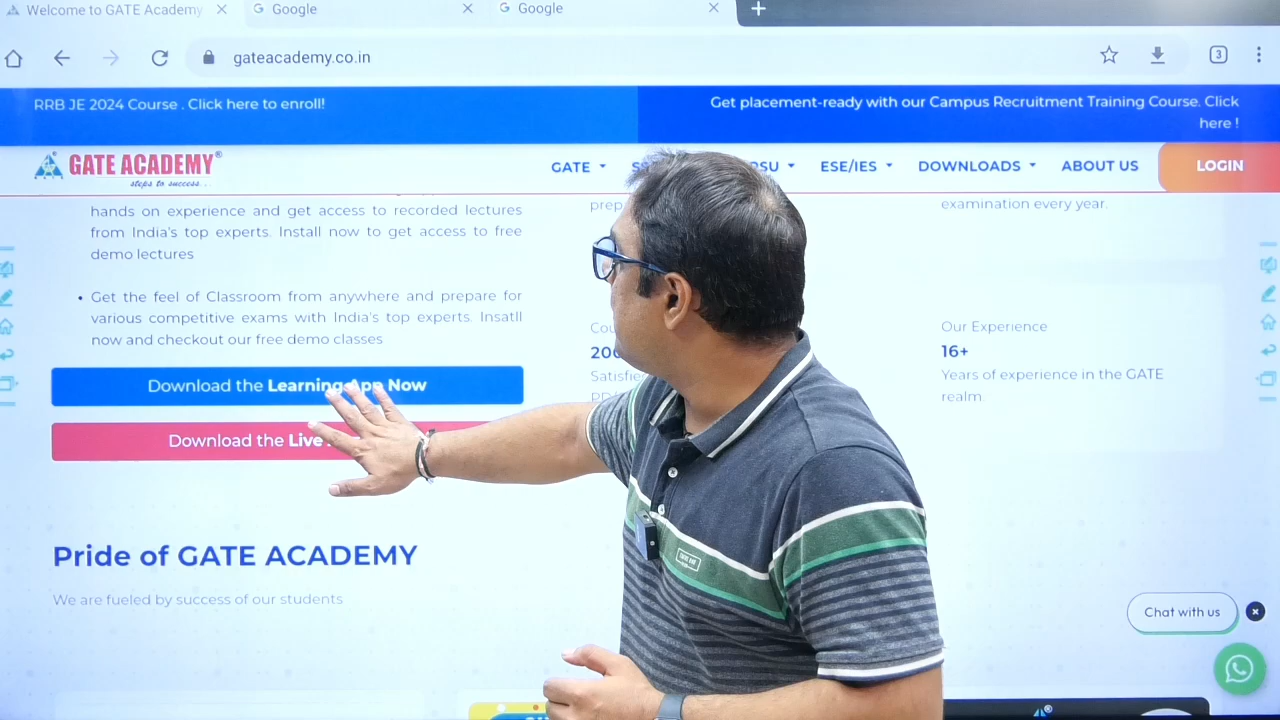 Welcome to GATE Academy
Google
Google
gateacademy.co.in
3
RRB JE 2024 Course . Click here to enroll!
Get placement-ready with our Campus Recruitment Training Course. Click
here !
GATE ACADEMY®
steps to success...
GATE
PSU
ESE/IES
DOWNLOADS
ABOUT US
LOGIN
hands on experience and get access to recorded lectures
from India's top experts. Install now to get access to free
demo lectures
• Get the feel of Classroom from anywhere and prepare for
various competitive exams with India's top experts. Insatll
now and checkout our free demo classes
Download the Learning App Now
Download the Live
examination every year.
Our Experience
16+
Years of experience in the GATE
realm.
Pride of GATE ACADEMY
We are fueled by success of our students
Chat with us